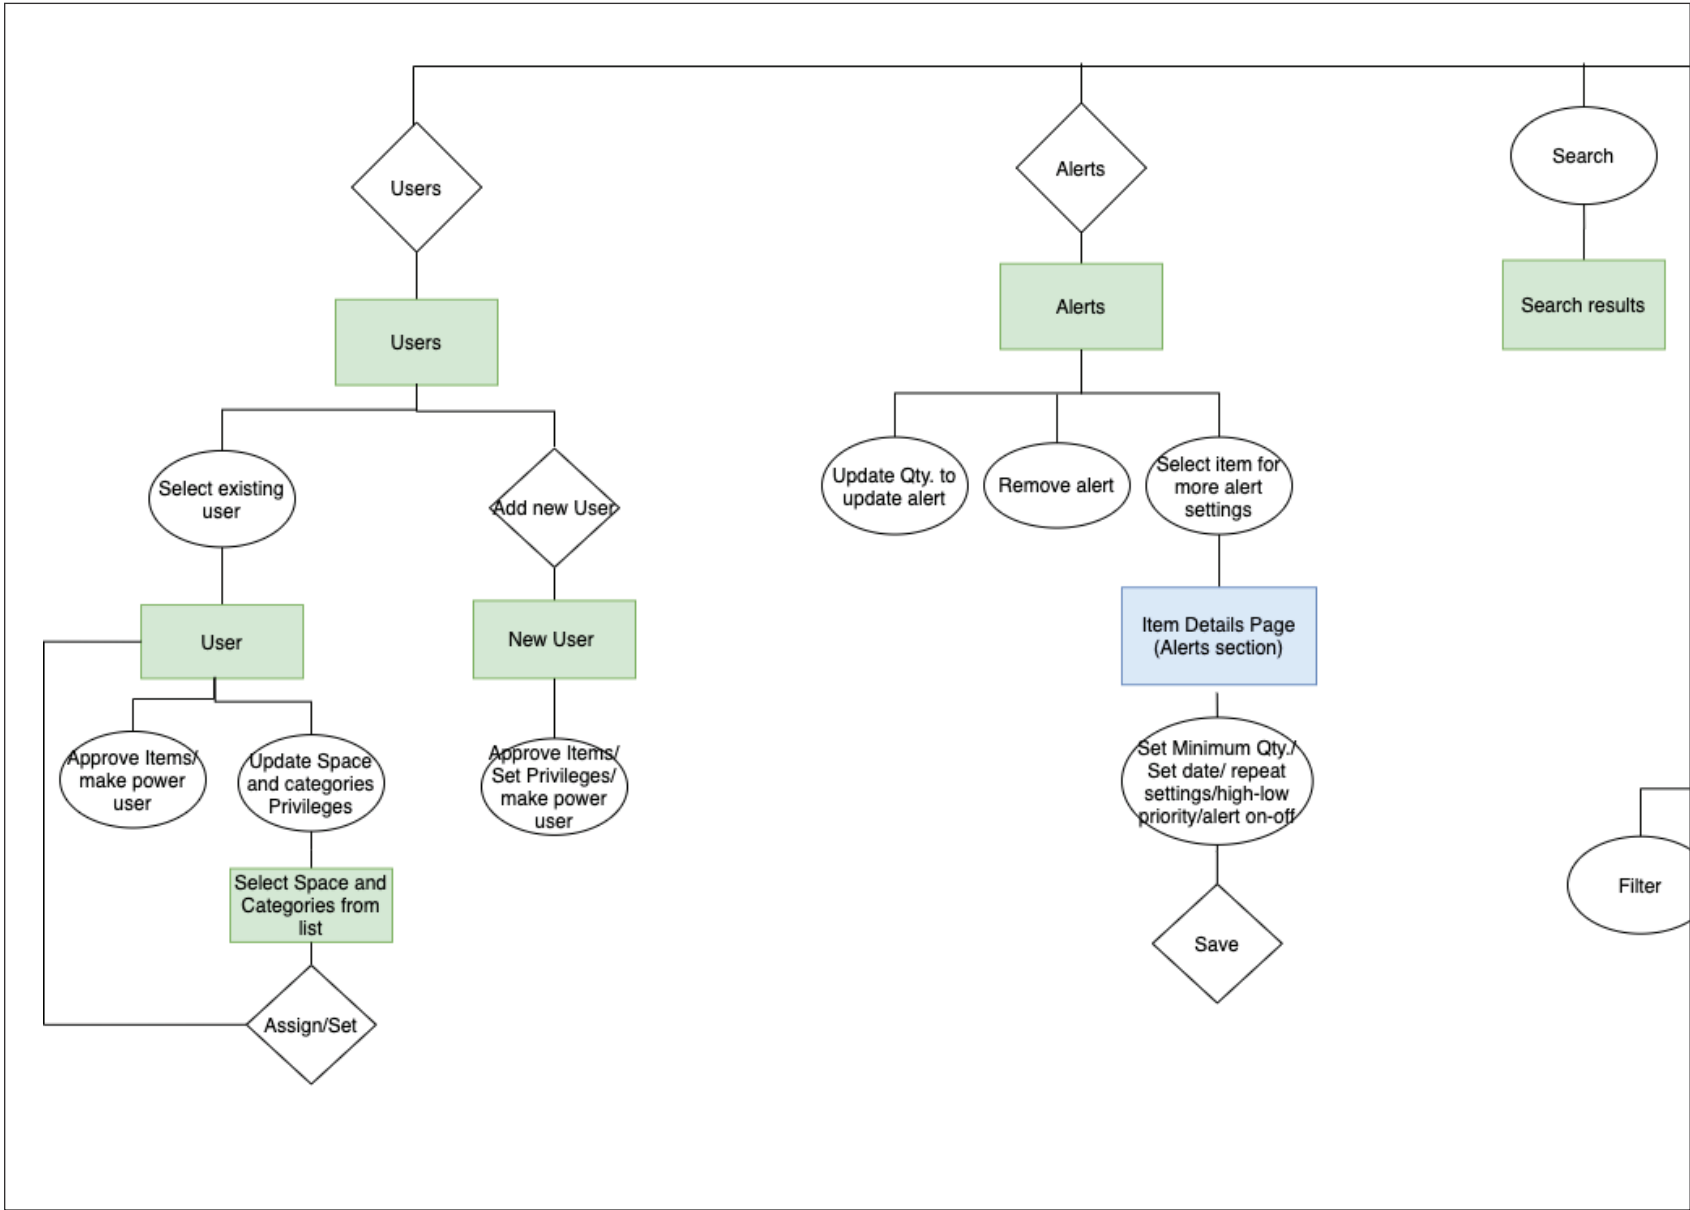 Users
Alerts
Search
Users
Alerts
Search results
Select existing
user
Add new User
Update Qty. to
update alert
Remove alert
Select item for
more alert
settings
User
New User
Item Details Page
(Alerts section)
Approve Items/
make power
user
Update Space
and categories
Privileges
Approve Items/
Set Privileges/
make power
user
Set Minimum Qty./
Set date/ repeat
settings/high-low
priority/alert on-off
Select Space and
Categories from
list
Filter
Save
Assign/Set